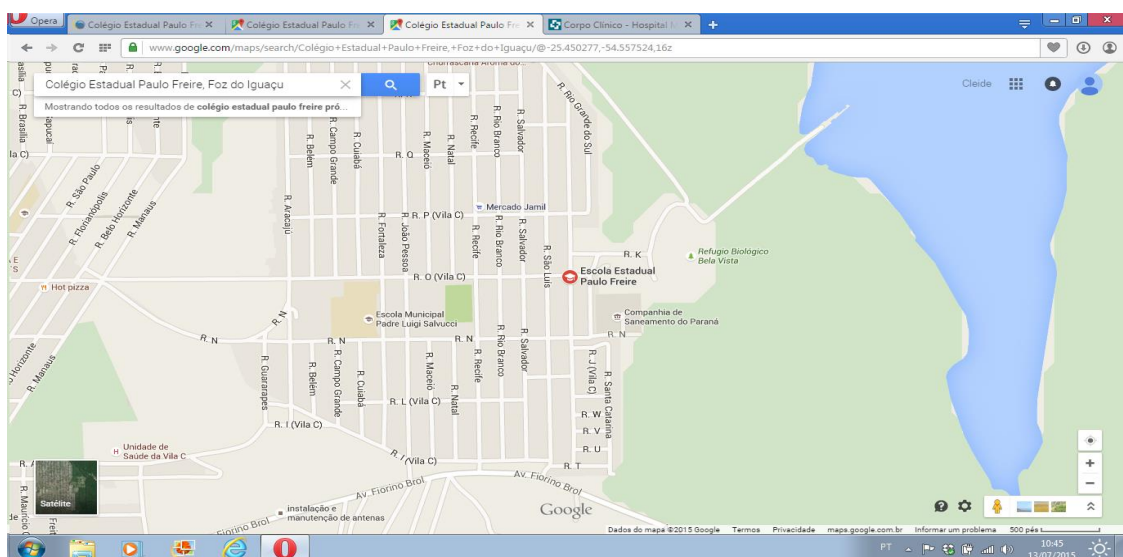 Opera
Colégio Estadual Paulo Fre
Colégio Estadual Paulo Fre
Colégio Estadual Paulo Fre
Corpo Clínico - Hospital
www.google.com/maps/search/Colégio+Estadual+Paulo+Freire,+Foz+do+Iguaçu/@-25.450277,-54.557524,16z
Colégio Estadual Paulo Freire, Foz do Iguaçu
Pt
Cleide
Mostrando todos os resultados de colégio estadual paulo freire pró...
R. Brasília
R. Belém
R. Campo Grande
R. Cuiabá
R. Q
R. Maceió
R. Natal
R. Recife
R. Rio Branco
R. Salvador
R. Rio Grande do Sul
R. São Paulo
R. Florianópolis
R. Belo Horizonte
R. Manaus
R. Aracajú
Mercado Jamil
R. P (Vila C)
R. Fortaleza
R. João Pessoa
R. Recife
R. Rio Branco
R. Salvador
R. São Luís
R. K
Refugio Biológico
Bela Vista
Escola Estadual
Paulo Freire
R. O (Vila C)
Hot pizza
Escola Municipal
Padre Luigi Salvucci
Companhia de
Saneamento do Paraná
R. N
R. N
R. N
R. N
R. N
R. Manaus
R. Guararapes
R. Belém
R. Campo Grande
R. Cuiabá
R. Maceió
R. Natal
R. Recife
R. Rio Branco
R. Salvador
R. J (Vila C)
R. Santa Catarina
R. L (Vila C)
R. W
R. V
R. U
R. T
R. I (Vila C)
R. I (Vila C)
Unidade de
Saúde da Vila C
Av. Fiorino Brol
Av. Fiorino Brol
Satélite
instalação e
manutenção de antenas
Google
Dados do mapa ©2015 Google Termos Privacidade maps.google.com.br Informar um problema 500 pés
PT
10:45
13/07/2015